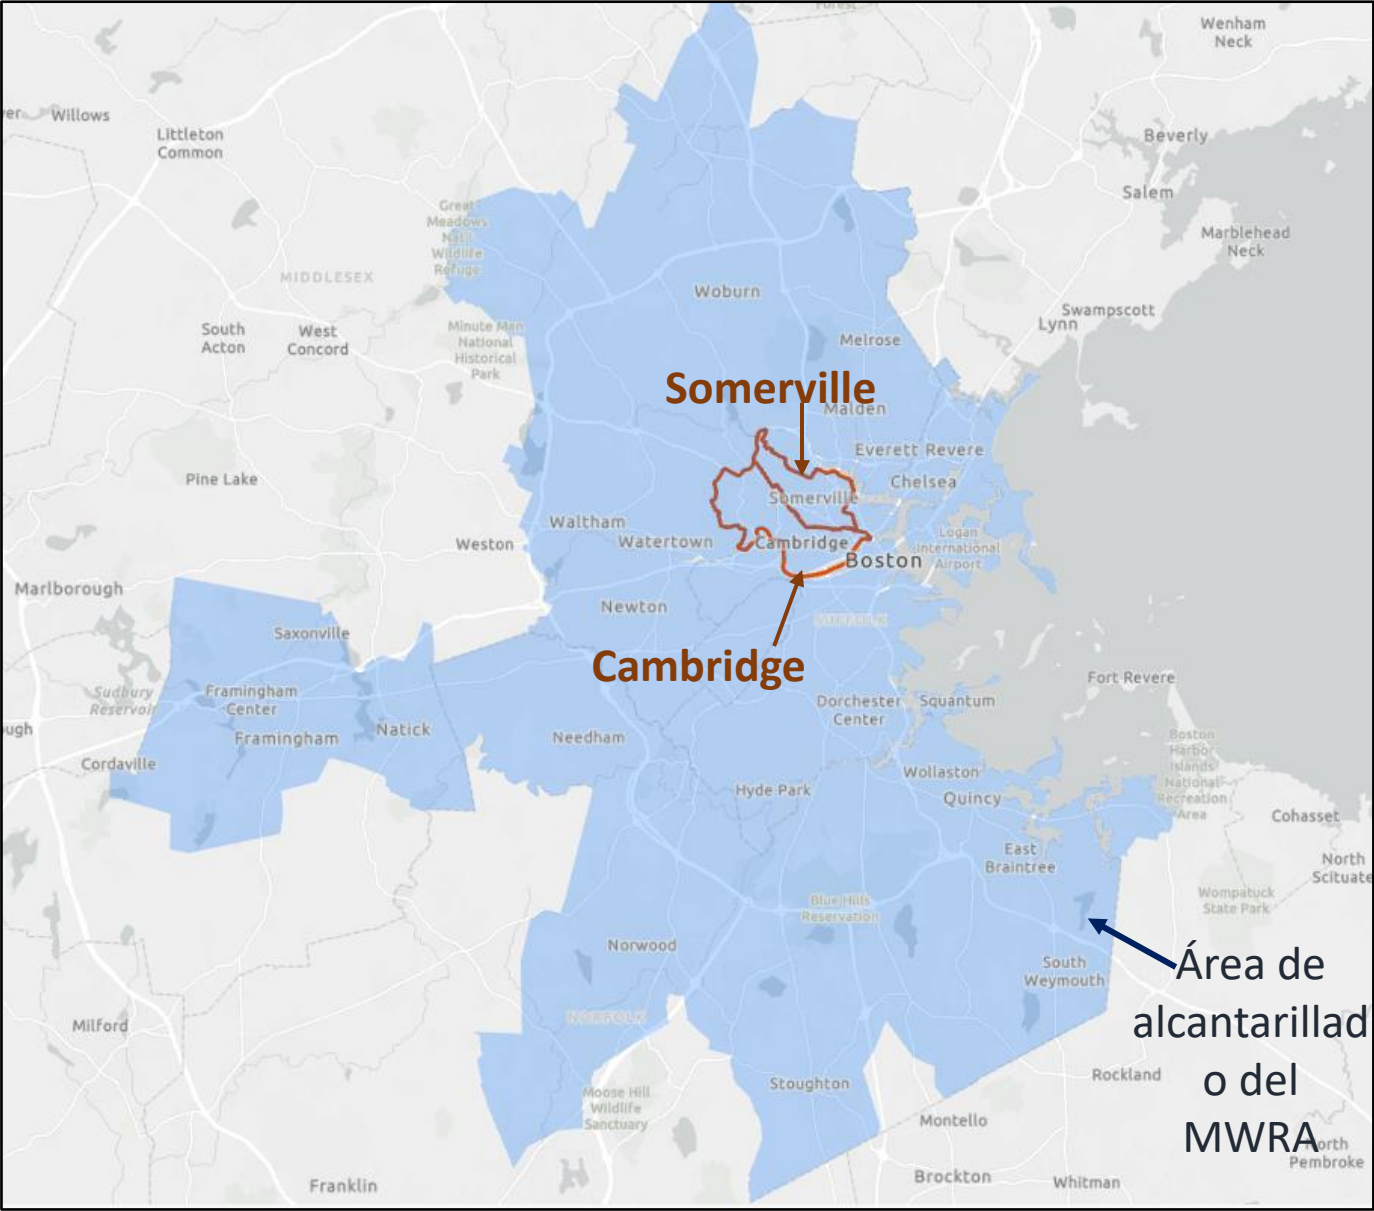 Forest
Wenham
Neck
Willows
Littleton
Common
Beverly
Salem
Great
Meadows
Nat'l
Wildlife
Refuge
Marblehead
Neck
MIDDLESEX
Woburn
Swampscott
Lynn
South
Acton
West
Concord
Minute Man
National
Historical
Park
Melrose
Somerville
Malden
Everett Revere
Pine Lake
Chelsea
Somerville
Waltham
Watertown
Weston
Cambridge
Logan
International
Airport
Boston
Marlborough
Newton
SUFFOLK
Saxonville
Cambridge
Fort Revere
Sudbury
Reservoir
Framingham
Center
Dorchester
Center
Squantum
ugh
Framingham
Natick
Needham
Boston
Harbor
Islands
National
Recreation
Area
Cordaville
Wollaston
Hyde Park
Quincy
Cohasset
East
Braintree
North
Scituate
Blue Hills
Reservation
Wompatuck
State Park
Norwood
South
Weymouth
Área de
alcantarillad
o del
MWRA
NORFOLK
Milford
Stoughton
Rockland
Moose Hill
Wildlife
Sanctuary
Montello
North
Pembroke
Franklin
Brockton
Whitman